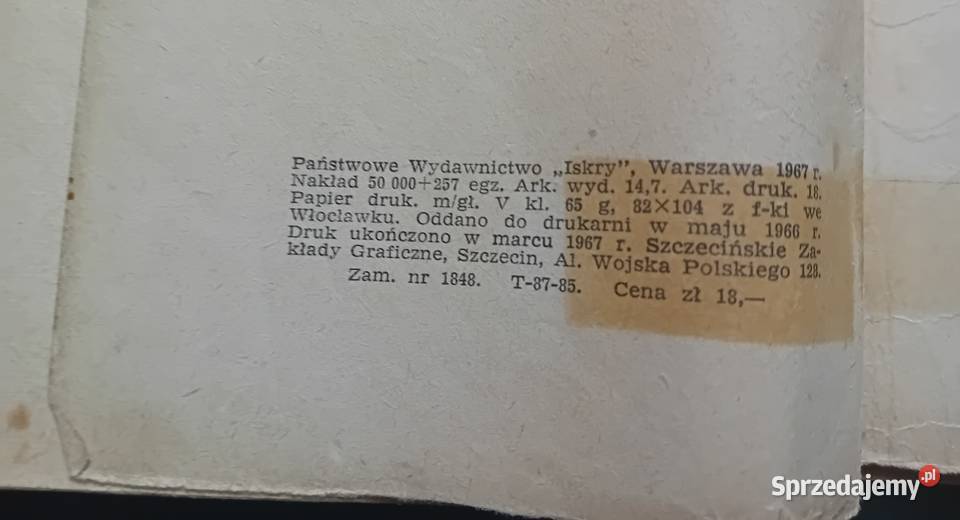 Państwowe Wydawnictwo „Iskry”, Warszawa 1967 r.
Nakład 50 000+257 egz. Ark. wyd. 14,7. Ark. druk. 18.
Papier druk. m/gł. V kl. 65 g, 82×104 z f-ki we
Włocławku. Oddano do drukarni w maju 1966 r.
Druk ukończono w marcu 1967 r. Szczecińskie Za-
kłady Graficzne, Szczecin, Al. Wojska Polskiego 128.
Zam. nr 1848. T-87-85. Cena zł 18,—
Sprzedajemy.pl